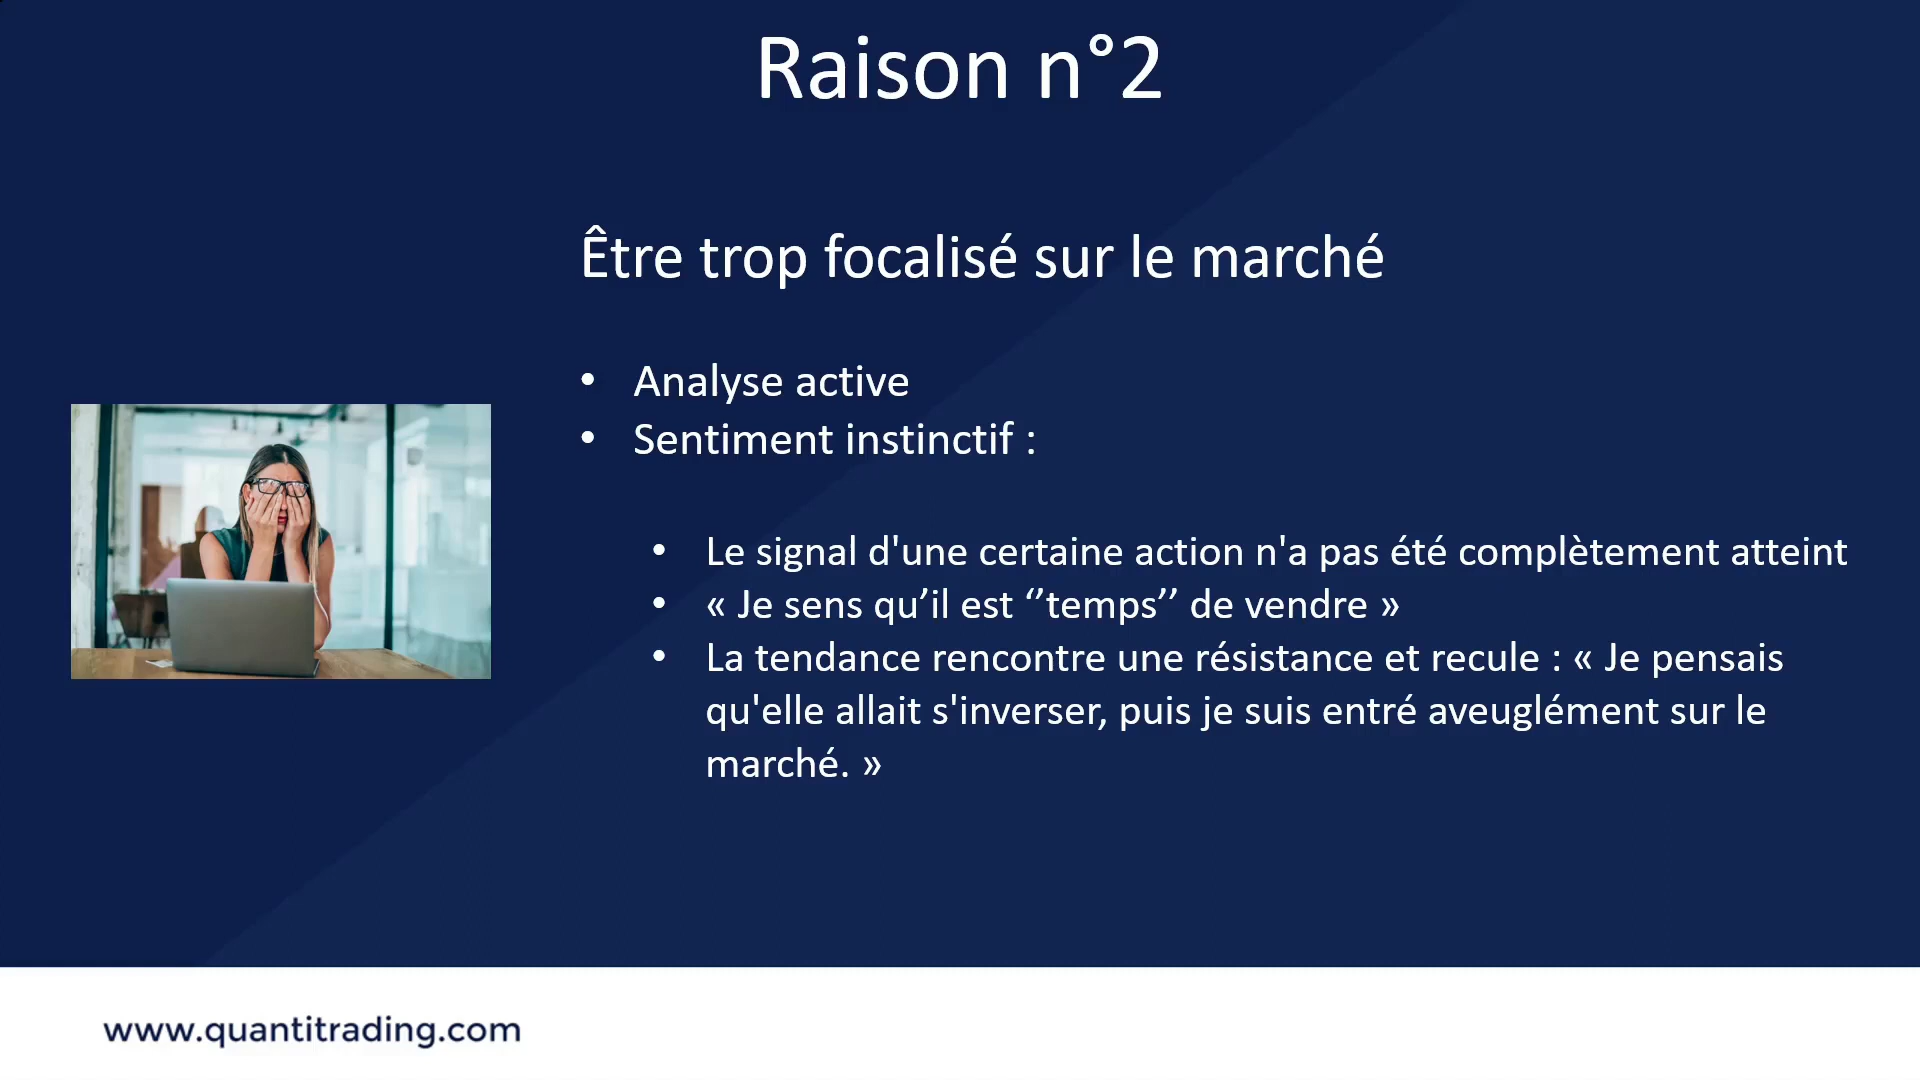 Raison n°2
Être trop focalisé sur le marché
• Analyse active
• Sentiment instinctif :
• Le signal d'une certaine action n'a pas été complètement atteint
• « Je sens qu’il est ‘’temps’’ de vendre »
• La tendance rencontre une résistance et recule : « Je pensais
qu'elle allait s'inverser, puis je suis entré aveuglément sur le
marché. »
www.quantitrading.com